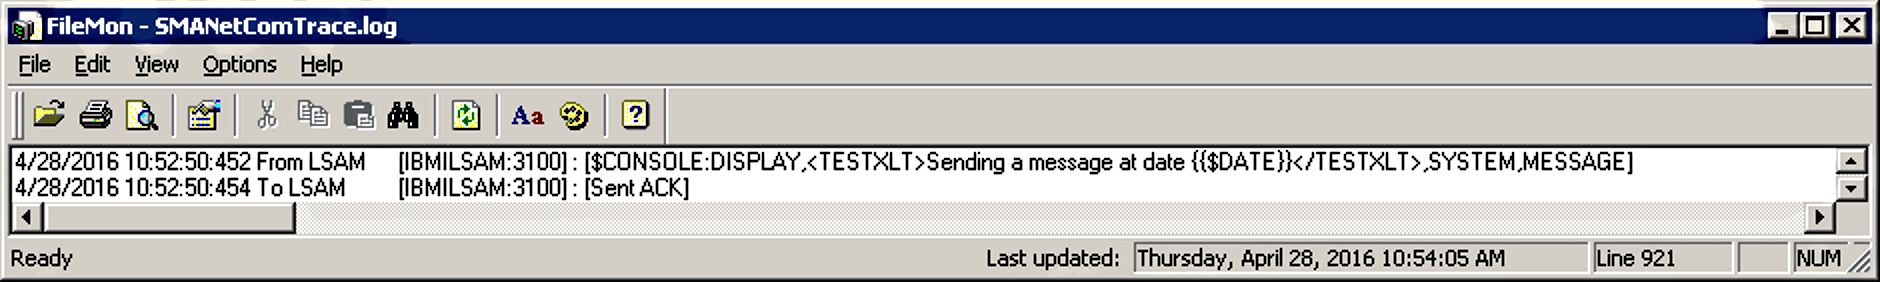 FileMon - SMANetComTrace.log
File Edit View Options Help
Aa ?
4/28/2016 10:52:50:452 From LSAM [IBMILSAM:3100] : [$CONSOLE:DISPLAY,<TESTXLT>Sending a message at date {{$DATE}}</TESTXLT>,SYSTEM,MESSAGE]
4/28/2016 10:52:50:454 To LSAM [IBMILSAM:3100] : [Sent ACK]
Ready Last updated: Thursday, April 28, 2016 10:54:05 AM Line 921 NUM